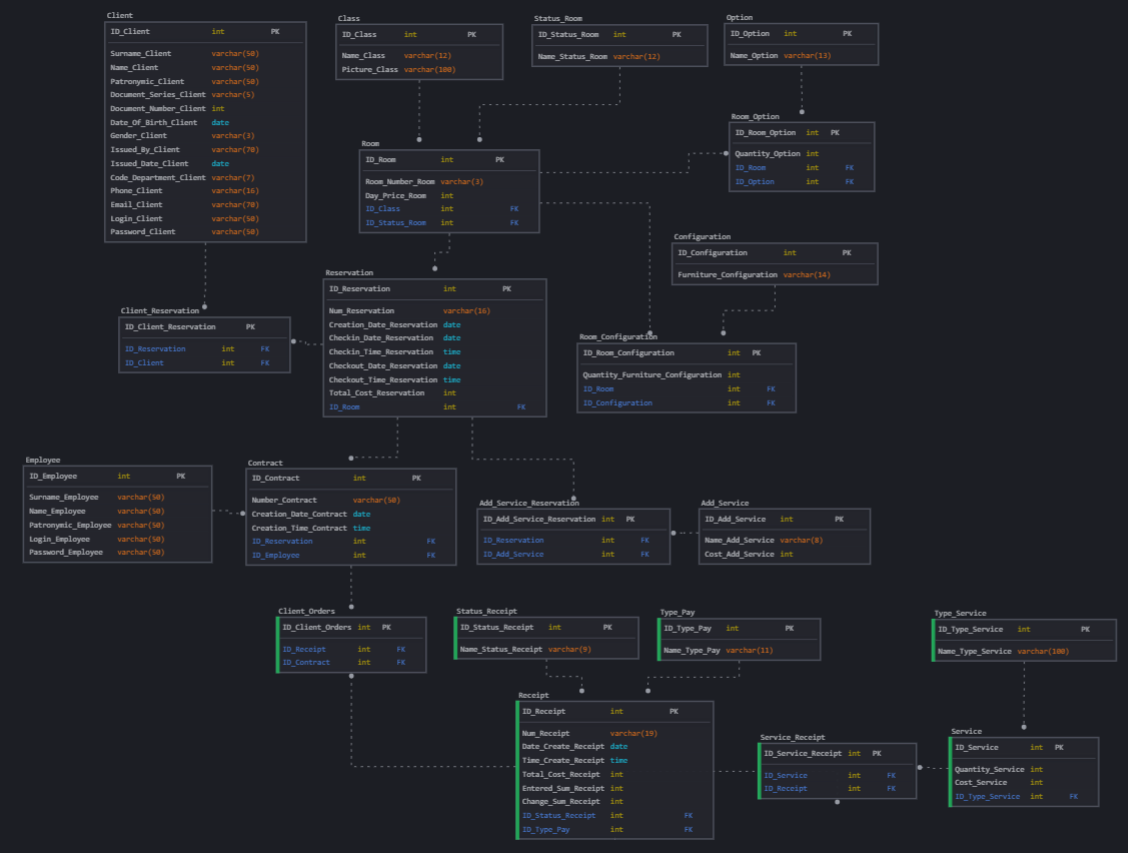 Client
ID_Client int PK
Surname_Client varchar(50)
Name_Client varchar(50)
Patronymic_Client varchar(50)
Document_Series_Client varchar(5)
Document_Number_Client int
Date_Of_Birth_Client date
Gender_Client varchar(3)
Issued_By_Client varchar(70)
Issued_Date_Client date
Code_Department_Client varchar(7)
Phone_Client varchar(16)
Email_Client varchar(70)
Login_Client varchar(50)
Password_Client varchar(50)
Class
ID_Class int PK
Name_Class varchar(12)
Picture_Class varchar(100)
Status_Room
ID_Status_Room int PK
Name_Status_Room varchar(12)
Option
ID_Option int PK
Name_Option varchar(13)
Room_Option
ID_Room_Option int PK
Quantity_Option int
ID_Room int FK
ID_Option int FK
Room
ID_Room int PK
Room_Number_Room varchar(3)
Day_Price_Room int
ID_Class int FK
ID_Status_Room int FK
Configuration
ID_Configuration int PK
Furniture_Configuration varchar(14)
Reservation
ID_Reservation int PK
Num_Reservation varchar(16)
Creation_Date_Reservation date
Checkin_Date_Reservation date
Checkin_Time_Reservation time
Checkout_Date_Reservation date
Checkout_Time_Reservation time
Total_Cost_Reservation int
ID_Room int FK
Client_Reservation
ID_Client_Reservation PK
ID_Reservation int FK
ID_Client int FK
Room_Configuration
ID_Room_Configuration int PK
Quantity_Furniture_Configuration int
ID_Room int FK
ID_Configuration int FK
Employee
ID_Employee int PK
Surname_Employee varchar(50)
Name_Employee varchar(50)
Patronymic_Employee varchar(50)
Login_Employee varchar(50)
Password_Employee varchar(50)
Contract
ID_Contract int PK
Number_Contract varchar(50)
Creation_Date_Contract date
Creation_Time_Contract time
ID_Reservation int FK
ID_Employee int FK
Add_Service_Reservation
ID_Add_Service_Reservation int PK
ID_Reservation int FK
ID_Add_Service int FK
Add_Service
ID_Add_Service int PK
Name_Add_Service varchar(8)
Cost_Add_Service int
Client_Orders
ID_Client_Orders int PK
ID_Receipt int FK
ID_Contract int FK
Status_Receipt
ID_Status_Receipt int PK
Name_Status_Receipt varchar(9)
Type_Pay
ID_Type_Pay int PK
Name_Type_Pay varchar(11)
Type_Service
ID_Type_Service int PK
Name_Type_Service varchar(100)
Receipt
ID_Receipt int PK
Num_Receipt varchar(19)
Date_Create_Receipt date
Time_Create_Receipt time
Total_Cost_Receipt int
Entered_Sum_Receipt int
Change_Sum_Receipt int
ID_Status_Receipt int FK
ID_Type_Pay int FK
Service_Receipt
ID_Service_Receipt int PK
ID_Service int FK
ID_Receipt int FK
Service
ID_Service int PK
Quantity_Service int
Cost_Service int
ID_Type_Service int FK